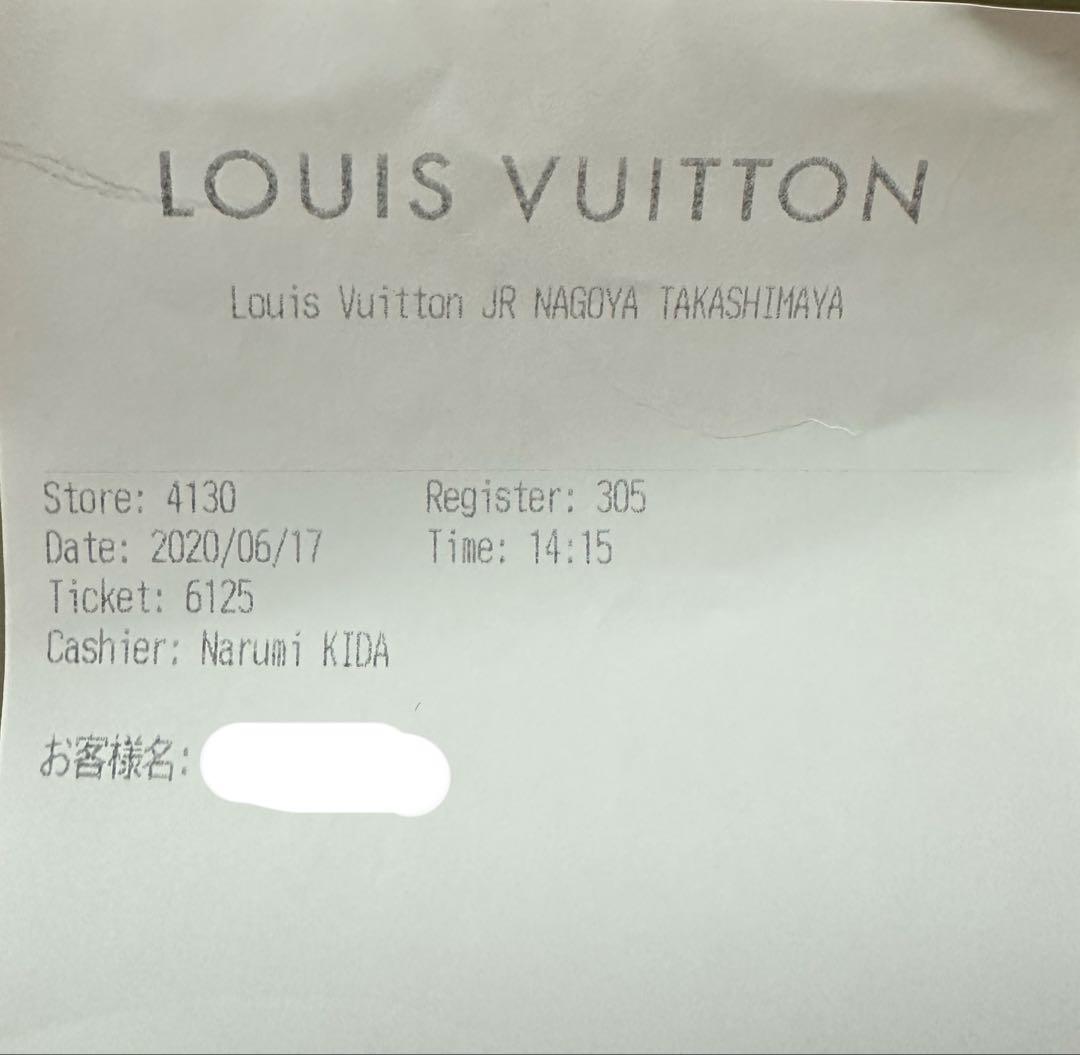 LOUIS VUITTON
Louis Vuitton JR NAGOYA TAKASHIMAYA
Store: 4130 Register: 305
Date: 2020/06/17 Time: 14:15
Ticket: 6125
Cashier: Narumi KIDA
お客様名: